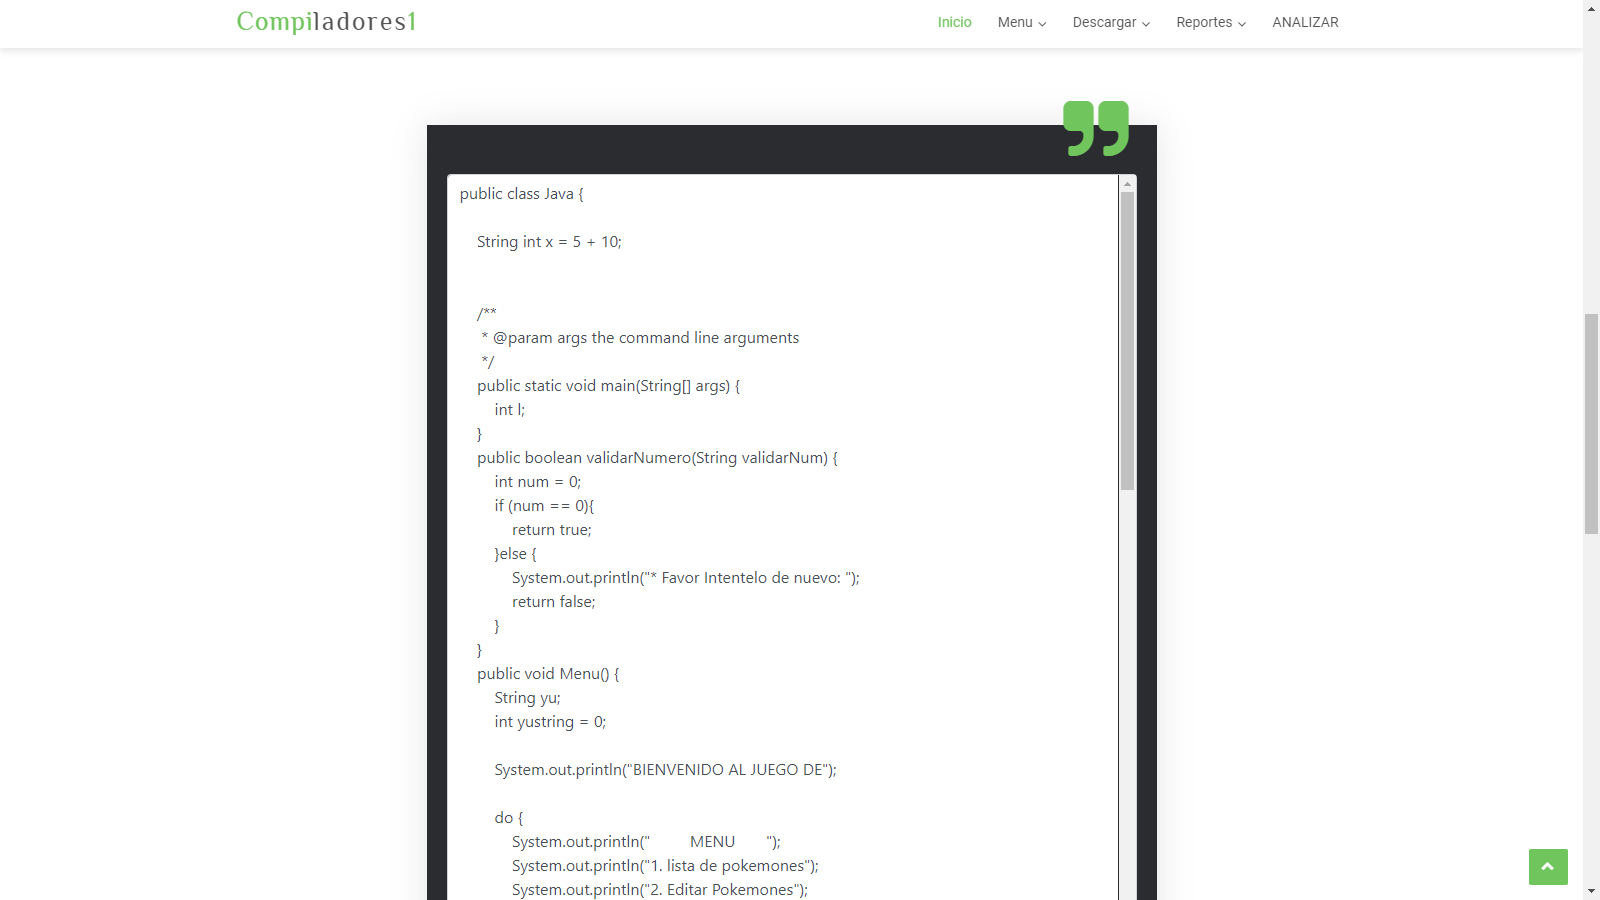 Compiladores1
Inicio Menu Descargar Reportes ANALIZAR
public class Java {
String int x = 5 + 10;
/**
* @param args the command line arguments
*/
public static void main(String[] args) {
int l;
}
public boolean validarNumero(String validarNum) {
int num = 0;
if (num == 0){
return true;
}else {
System.out.println("* Favor Intentelo de nuevo: ");
return false;
}
}
public void Menu() {
String yu;
int yustring = 0;
System.out.println("BIENVENIDO AL JUEGO DE");
do {
System.out.println("         MENU       ");
System.out.println("1. lista de pokemones");
System.out.println("2. Editar Pokemones");